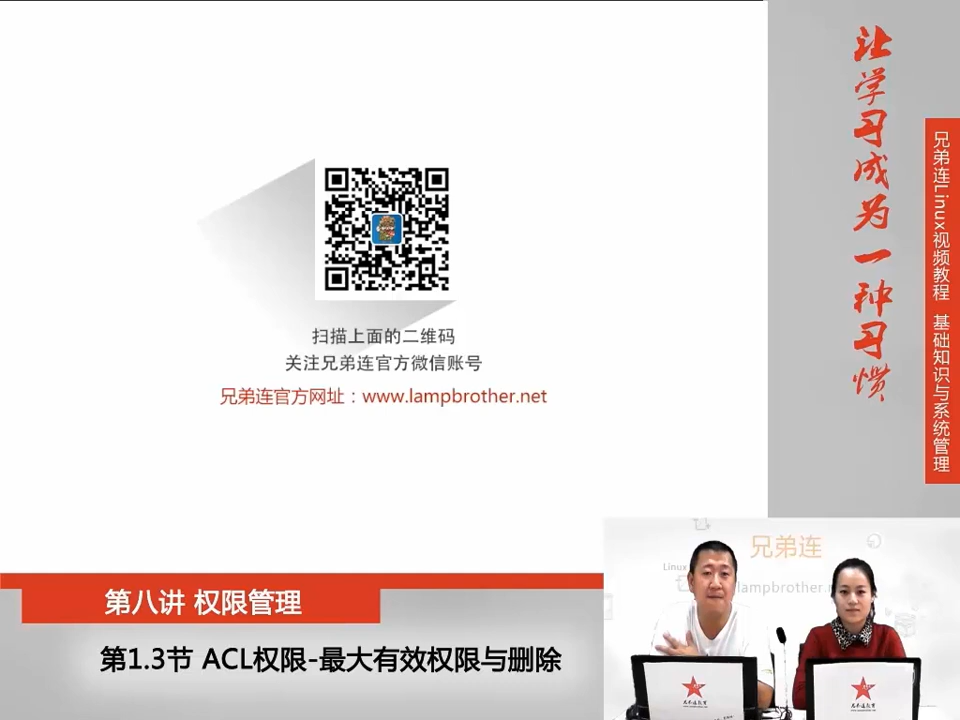 让学习成为一种习惯
兄弟连Linux视频教程 基础知识与系统管理
扫描上面的二维码
关注兄弟连官方微信账号
兄弟连官方网址：www.lampbrother.net
兄弟连
Linux
lampbrother.n
第八讲 权限管理
第1.3节 ACL权限-最大有效权限与删除